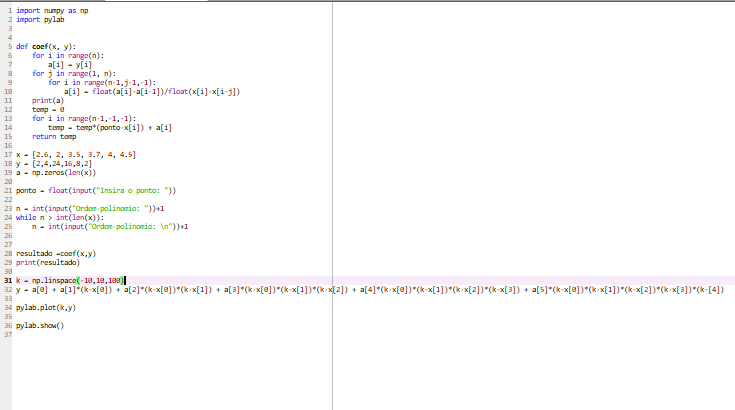 1 import numpy as np
2 import pylab
3
4
5 def coef(x, y):
6     for i in range(n):
7         a[i] = y[i]
8     for j in range(1, n):
9         for i in range(n-1,j-1,-1):
10             a[i] = float(a[i]-a[i-1])/float(x[i]-x[i-j])
11     print(a)
12     temp = 0
13     for i in range(n-1,-1,-1):
14         temp = temp*(ponto-x[i]) + a[i]
15     return temp
16
17 x = [2.6, 2, 3.5, 3.7, 4, 4.5]
18 y = [2,4,24,16,8,2]
19 a = np.zeros(len(x))
20
21 ponto = float(input("Insira o ponto: "))
22
23 n = int(input("Ordem-polinomio: "))+1
24 while n > int(len(x)):
25     n = int(input("Ordem-polinomio: \n"))+1
26
27
28 resultado =coef(x,y)
29 print(resultado)
30
31 k = np.linspace(-10,10,100)
32 y = a[0] + a[1]*(k-x[0]) + a[2]*(k-x[0])*(k-x[1]) + a[3]*(k-x[0])*(k-x[1])*(k-x[2]) + a[4]*(k-x[0])*(k-x[1])*(k-x[2])*(k-x[3]) + a[5]*(k-x[0])*(k-x[1])*(k-x[2])*(k-x[3])*(k-[4])
33
34 pylab.plot(k,y)
35
36 pylab.show()
37